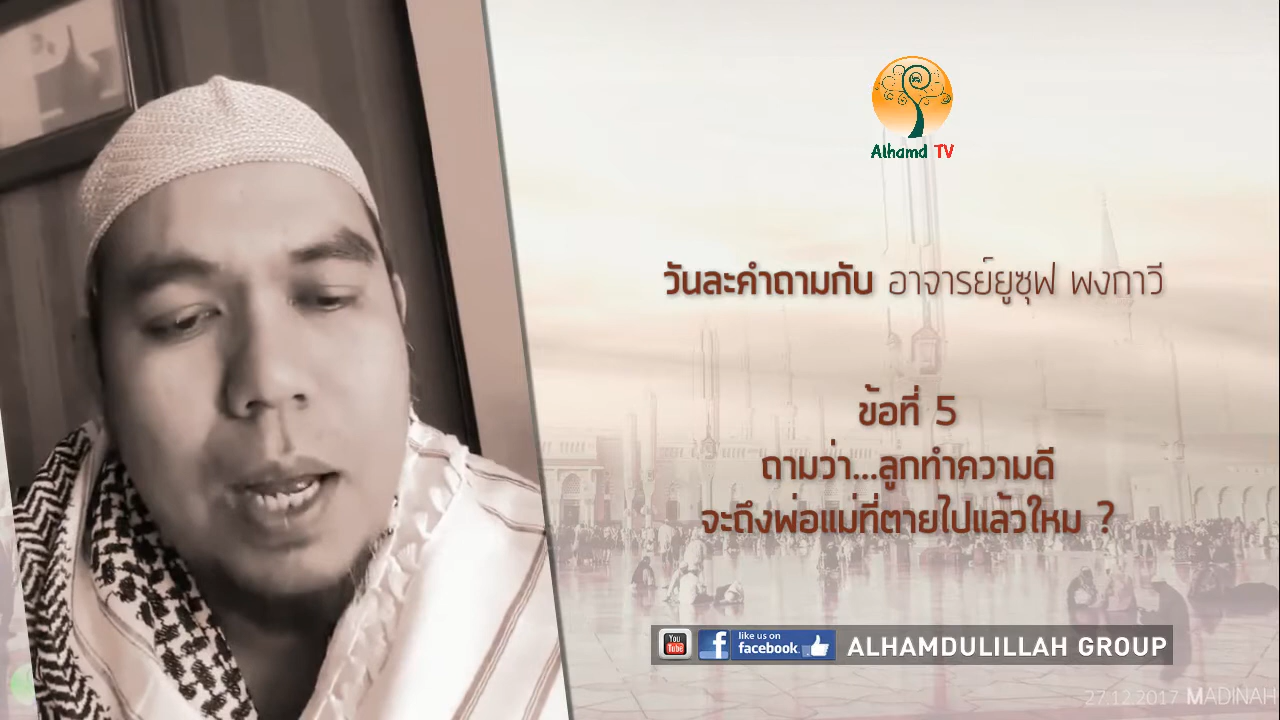 Alhamd TV
วันละคำถามกับ อาจารย์ยูซุฟ พงกาวี
ข้อที่ 5
ถามว่า...ลูกทำความดี
จะถึงพ่อแม่ที่ตายไปแล้วใหม ?
You Tube
like us on
facebook.
ALHAMDULILLAH GROUP
27.12.2017 MADINAH